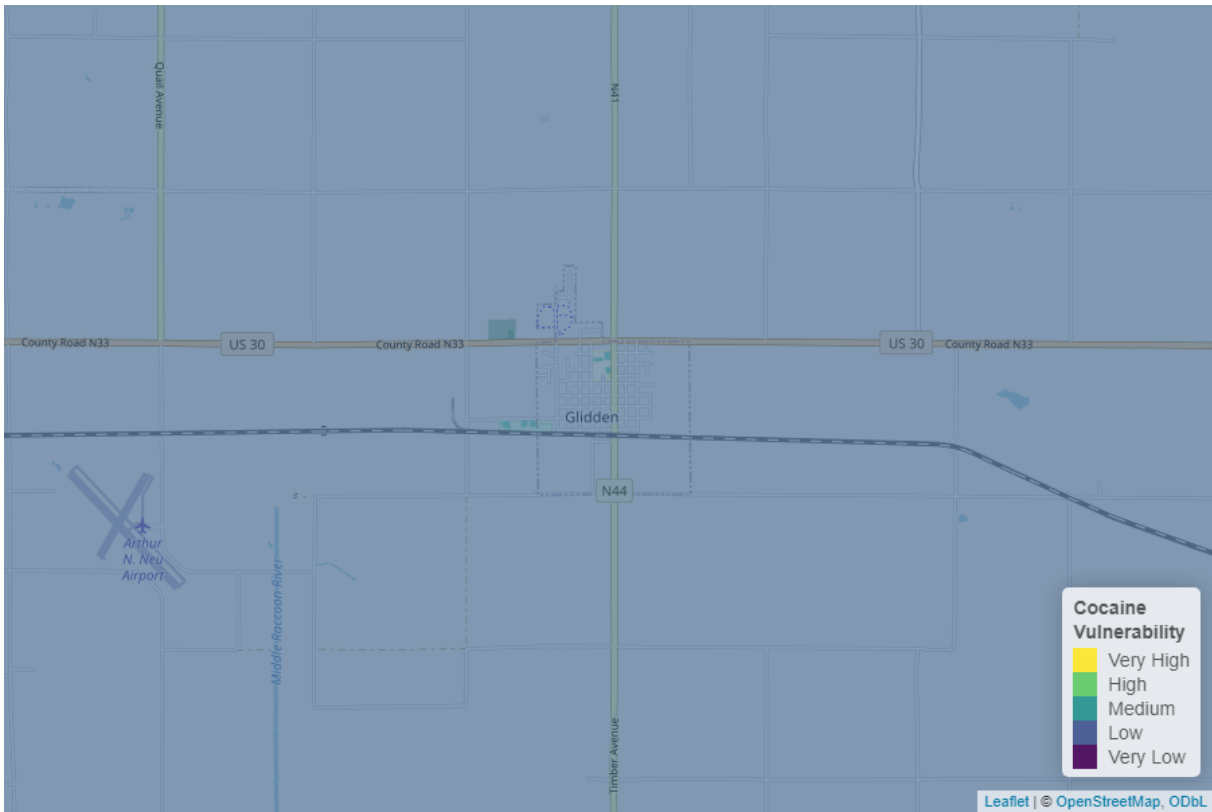 Quail Avenue
N41
County Road N33
US 30
County Road N33
US 30
County Road N33
Glidden
N44
Arthur
N. Neu
Airport
Middle Raccoon River
Timber Avenue
Cocaine
Vulnerability
Very High
High
Medium
Low
Very Low
Leaflet | © OpenStreetMap, ODbL